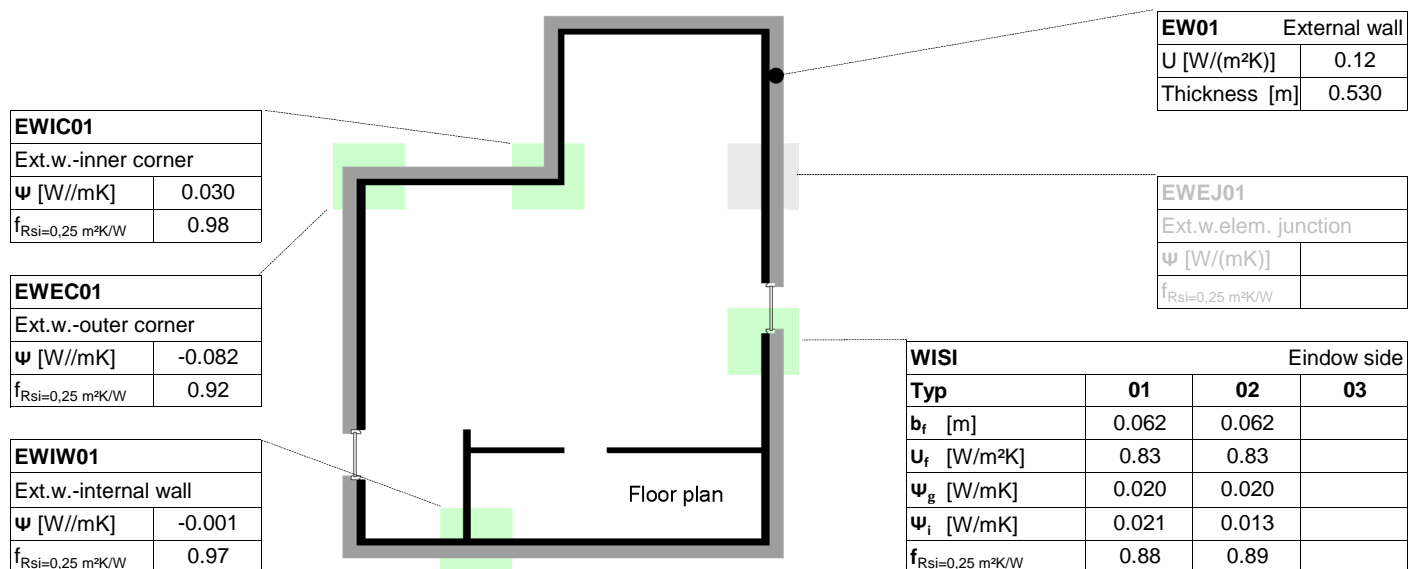 EW01 External wall
U [W/(m²K)] 0.12
Thickness [m] 0.530
EWIC01
Ext.w.-inner corner
Ψ [W//mK] 0.030
fRsi=0,25 m²K/W 0.98
EWEJ01
Ext.w.elem. junction
Ψ [W/(mK)]
fRsi=0,25 m²K/W
EWEC01
Ext.w.-outer corner
Ψ [W//mK] -0.082
fRsi=0,25 m²K/W 0.92
WISI Eindow side
Typ 01 02 03
bf [m] 0.062 0.062
Uf [W/m²K] 0.83 0.83
Ψg [W/mK] 0.020 0.020
Ψi [W/mK] 0.021 0.013
fRsi=0,25 m²K/W 0.88 0.89
EWIW01
Ext.w.-internal wall
Ψ [W//mK] -0.001
fRsi=0,25 m²K/W 0.97
Floor plan